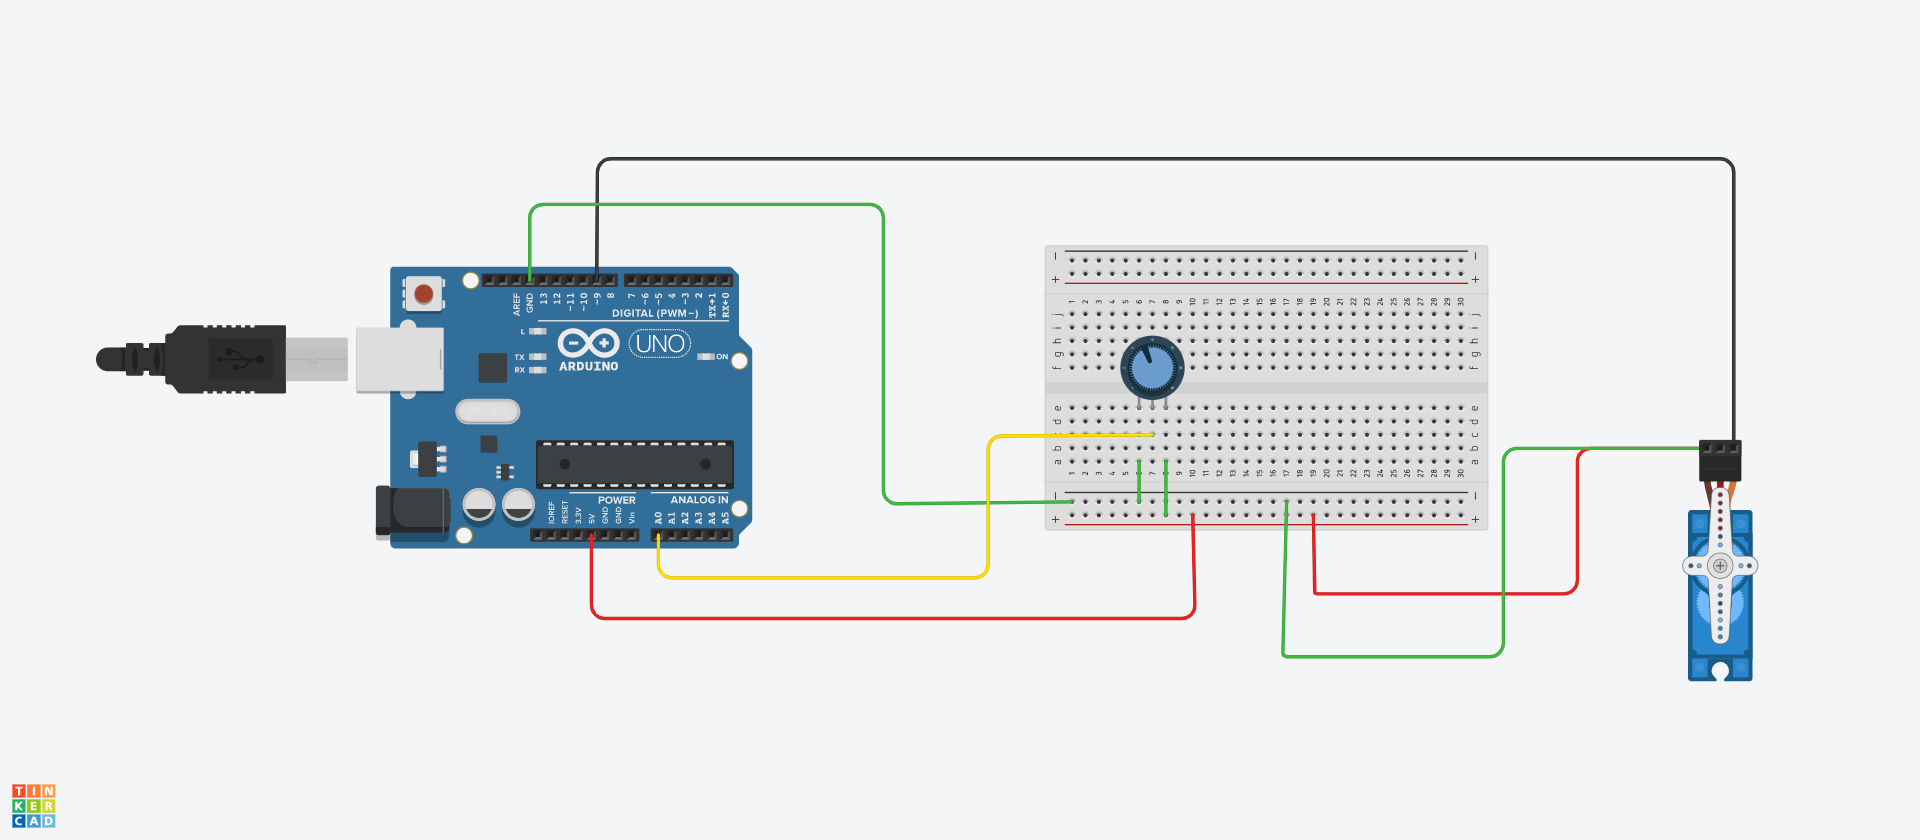 AREF
GND
13
12
~11
~10
~9
8
7
~6
~5
4
~3
2
TX→1
RX←0
DIGITAL (PWM~)
L
TX
RX
ARDUINO
UNO
ON
POWER
ANALOG IN
IOREF
RESET
3.3V
5V
GND
GND
Vin
A0
A1
A2
A3
A4
A5
− −
+ +
1 2 3 4 5 6 7 8 9 10 11 12 13 14 15 16 17 18 19 20 21 22 23 24 25 26 27 28 29 30
j j
i i
h h
g g
f f
e e
d d
c c
b b
a a
1 2 3 4 5 6 7 8 9 10 11 12 13 14 15 16 17 18 19 20 21 22 23 24 25 26 27 28 29 30
− −
+ +
TIN
KER
CAD